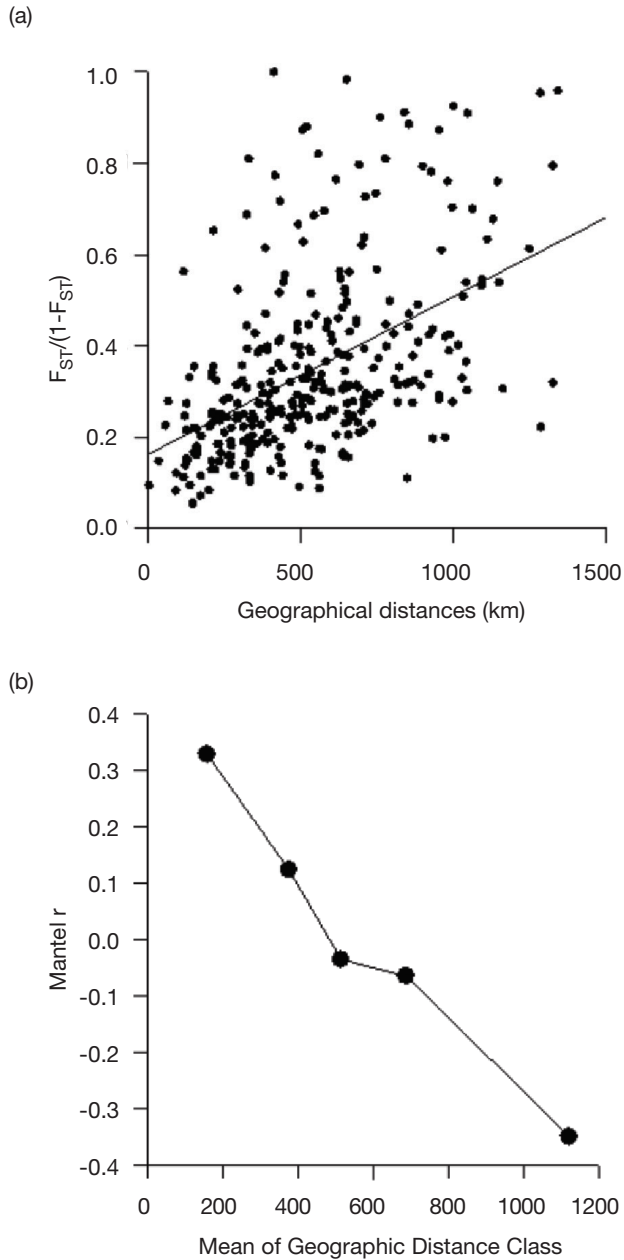 (a)
1.0
0.8
0.6
0.4
0.2
0.0
F_ST/(1-F_ST)
0 500 1000 1500
Geographical distances (km)
(b)
0.4
0.3
0.2
0.1
0.0
-0.1
-0.2
-0.3
-0.4
Mantel r
0 200 400 600 800 1000 1200
Mean of Geographic Distance Class